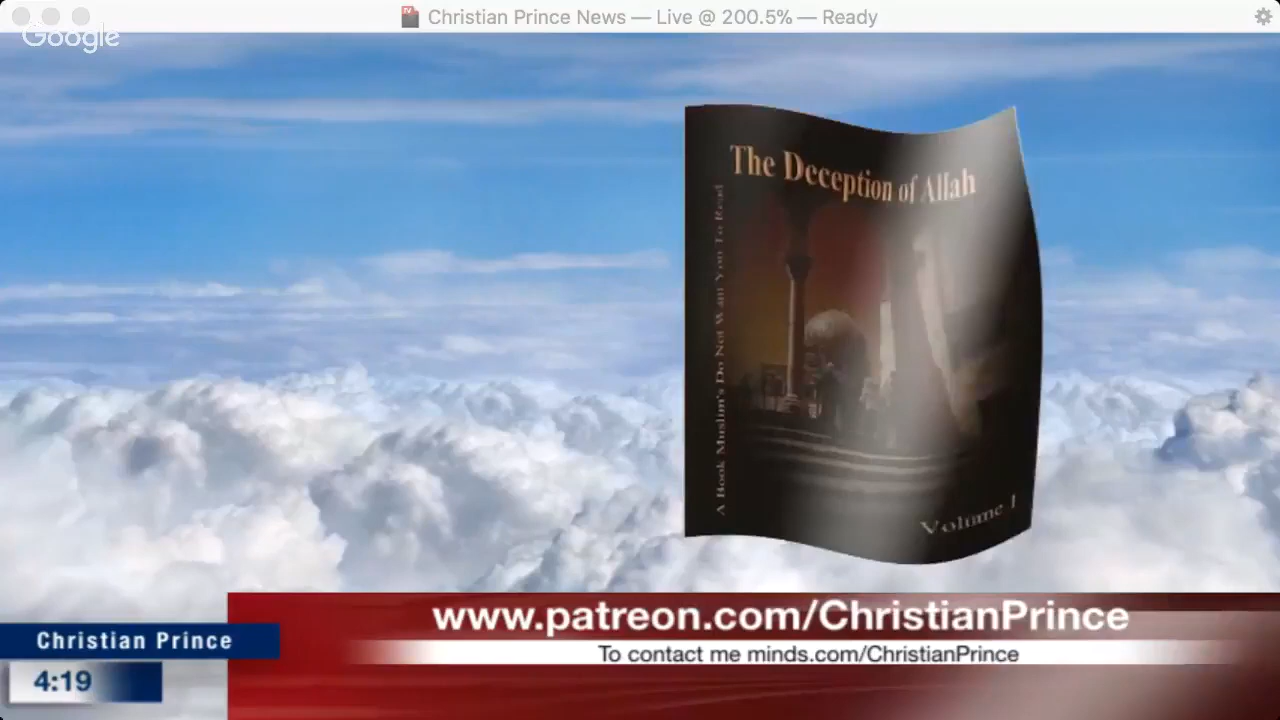 Christian Prince News — Live @ 200.5% — Ready
Google
The Deception of Allah
A Book Muslim's Do Not Want You To Read
Volume 1
www.patreon.com/ChristianPrince
Christian Prince
To contact me minds.com/ChristianPrince
4:19